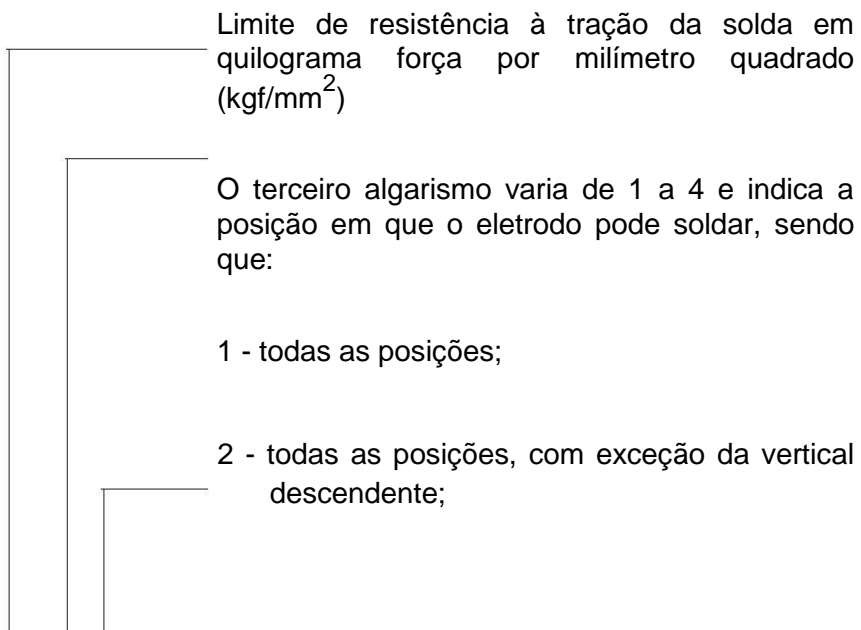 Limite de resistência à tração da solda em
quilograma força por milímetro quadrado
(kgf/mm²)
O terceiro algarismo varia de 1 a 4 e indica a
posição em que o eletrodo pode soldar, sendo
que:
1 - todas as posições;
2 - todas as posições, com exceção da vertical
descendente;